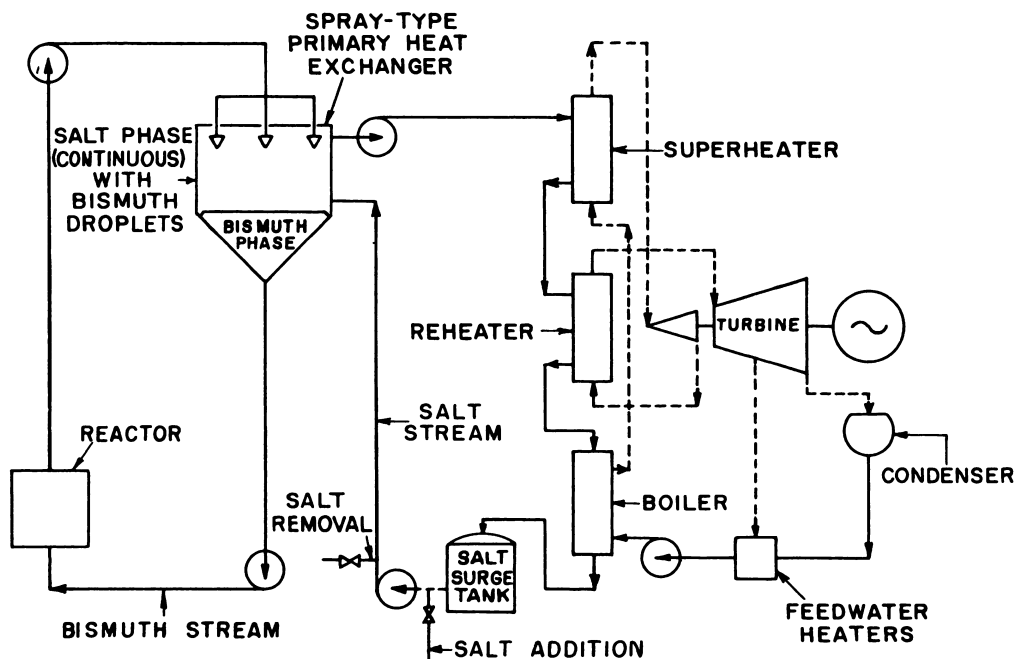 SPRAY-TYPE
PRIMARY HEAT
EXCHANGER
SALT PHASE
(CONTINUOUS)
WITH
BISMUTH
DROPLETS
BISMUTH
PHASE
SUPERHEATER
REHEATER
TURBINE
SALT
STREAM
REACTOR
CONDENSER
SALT
REMOVAL
BOILER
SALT
SURGE
TANK
FEEDWATER
HEATERS
BISMUTH STREAM
SALT ADDITION